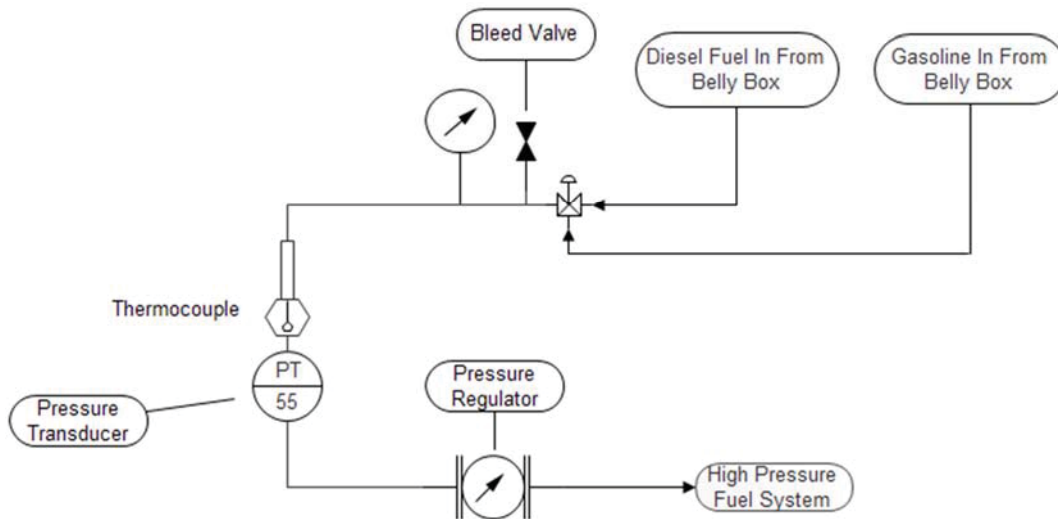 Bleed Valve
Diesel Fuel In From
Belly Box
Gasoline In From
Belly Box
Thermocouple
PT
55
Pressure
Transducer
Pressure
Regulator
High Pressure
Fuel System